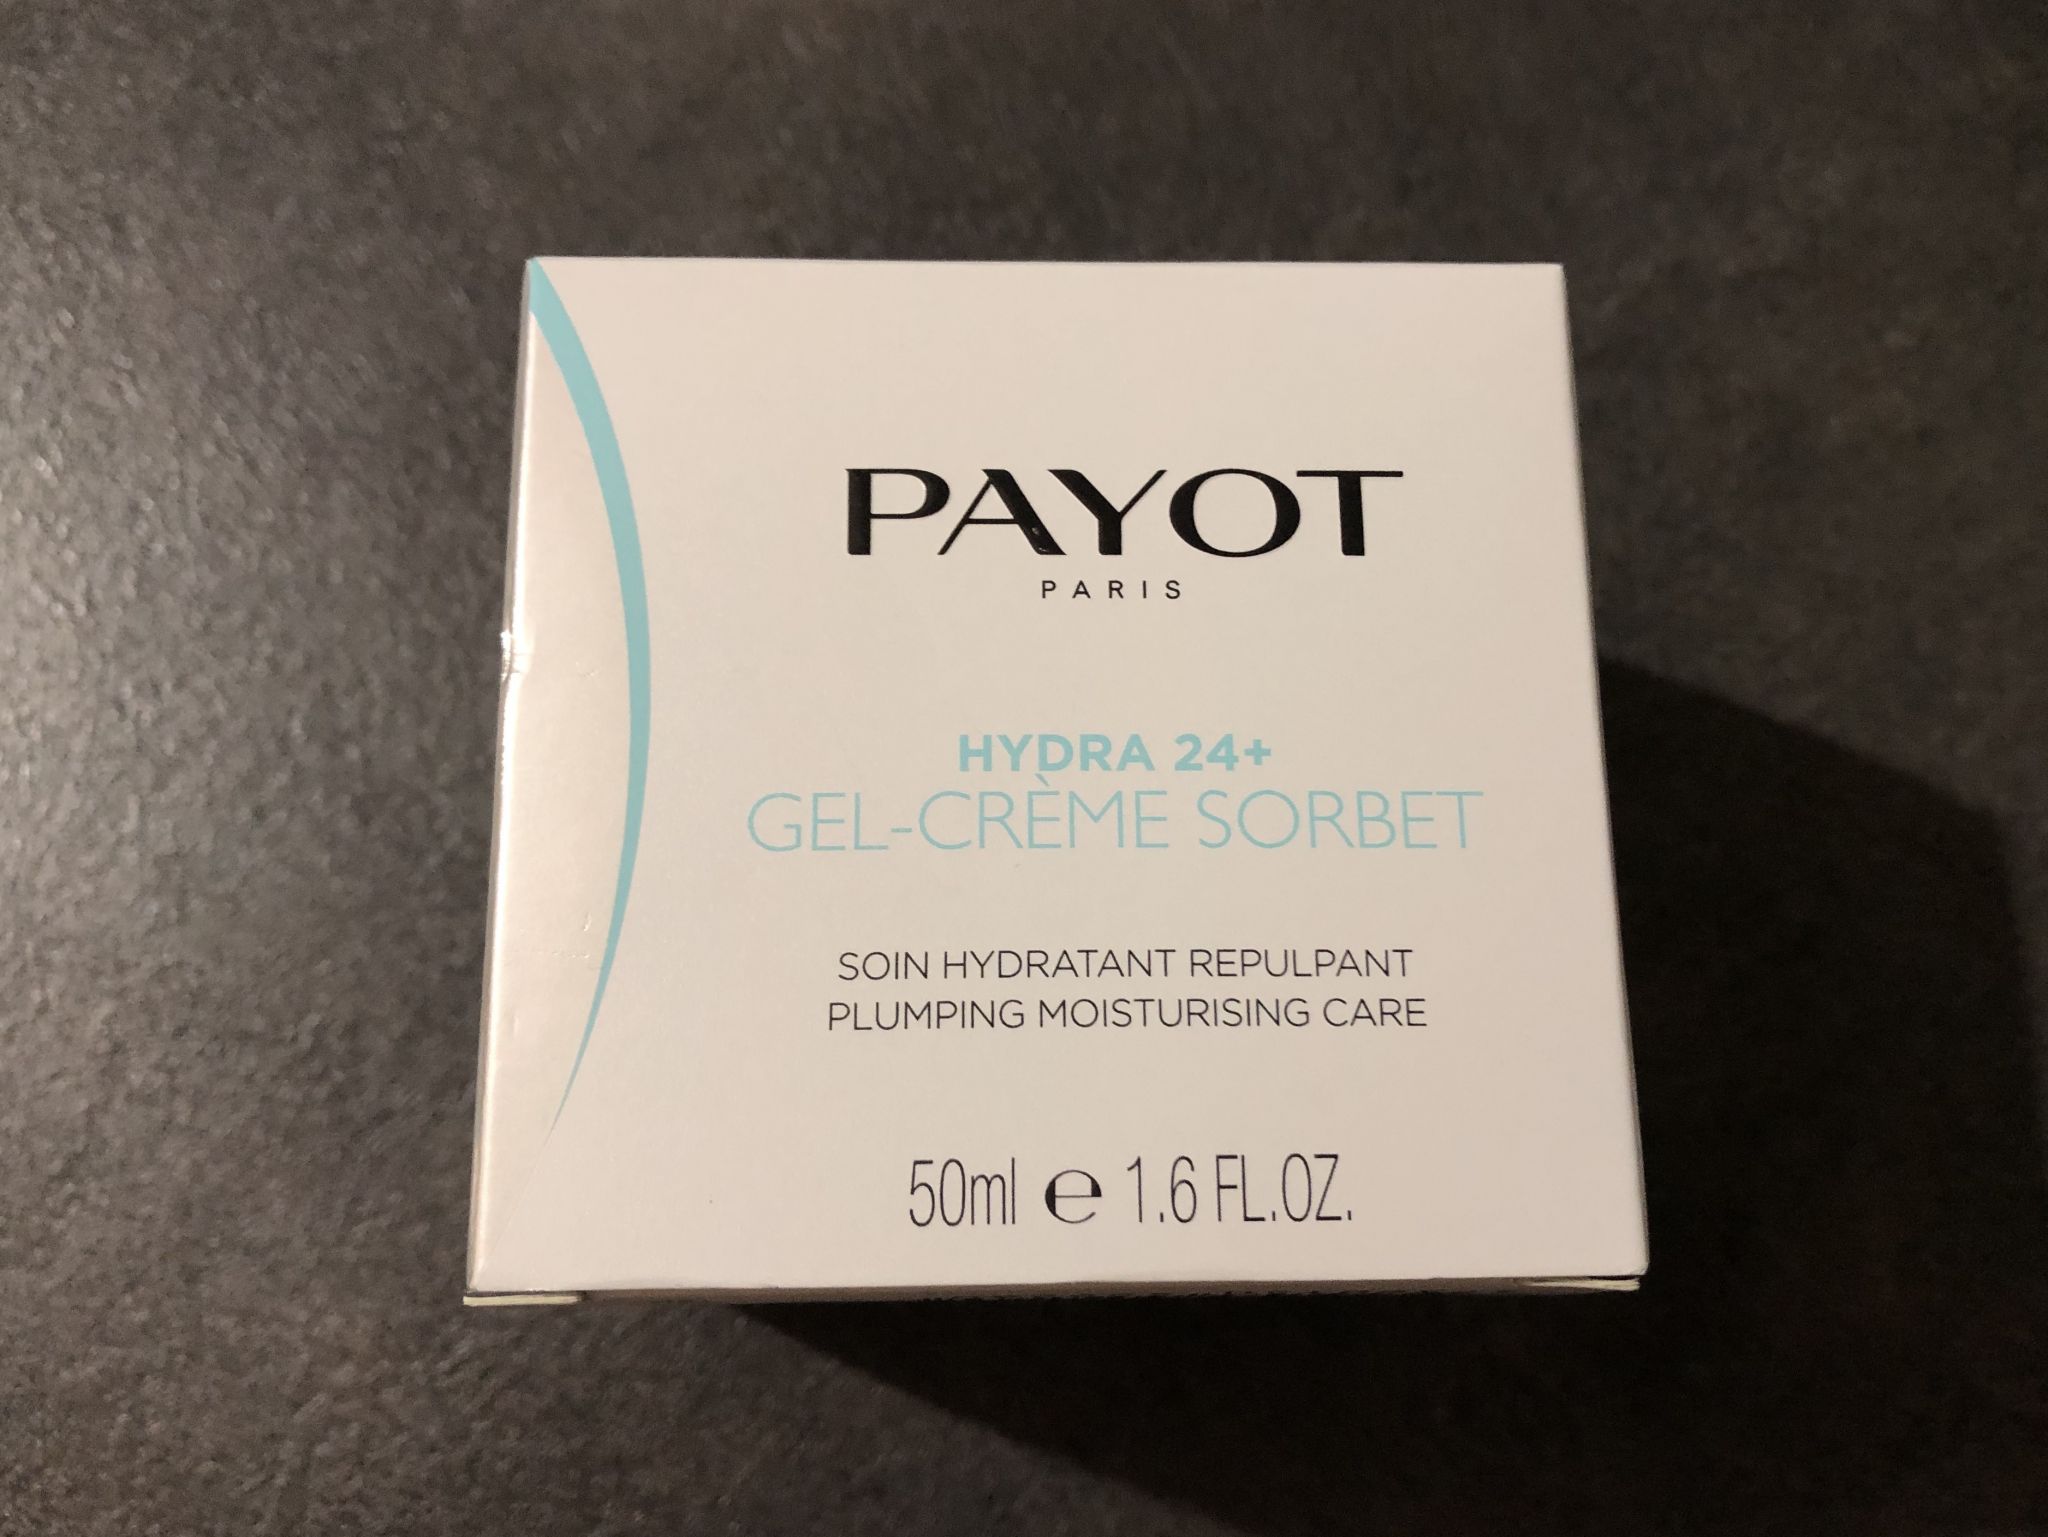 PAYOT
PARIS
HYDRA 24+
GEL-CRÈME SORBET
SOIN HYDRATANT REPULPANT
PLUMPING MOISTURISING CARE
50ml ℮ 1.6 FL.OZ.